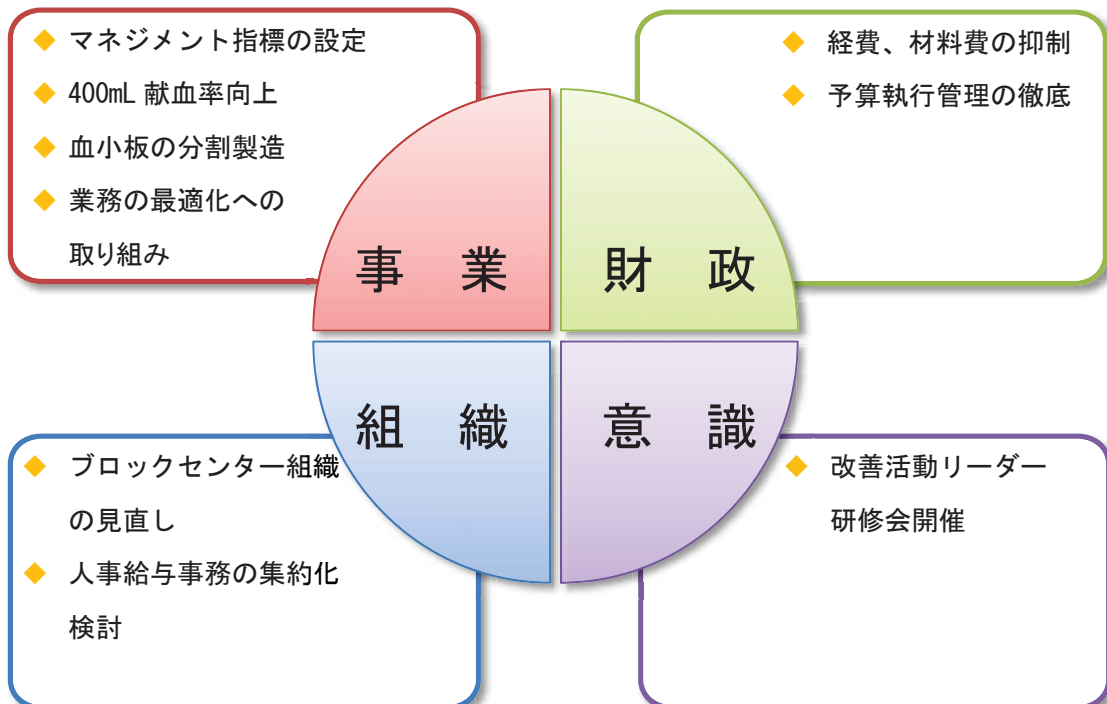 ◆ マネジメント指標の設定
◆ 400mL 献血率向上
◆ 血小板の分割製造
◆ 業務の最適化への
取り組み
◆ 経費、材料費の抑制
◆ 予算執行管理の徹底
事 業
財 政
組 織
意 識
◆ ブロックセンター組織
の見直し
◆ 人事給与事務の集約化
検討
◆ 改善活動リーダー
研修会開催